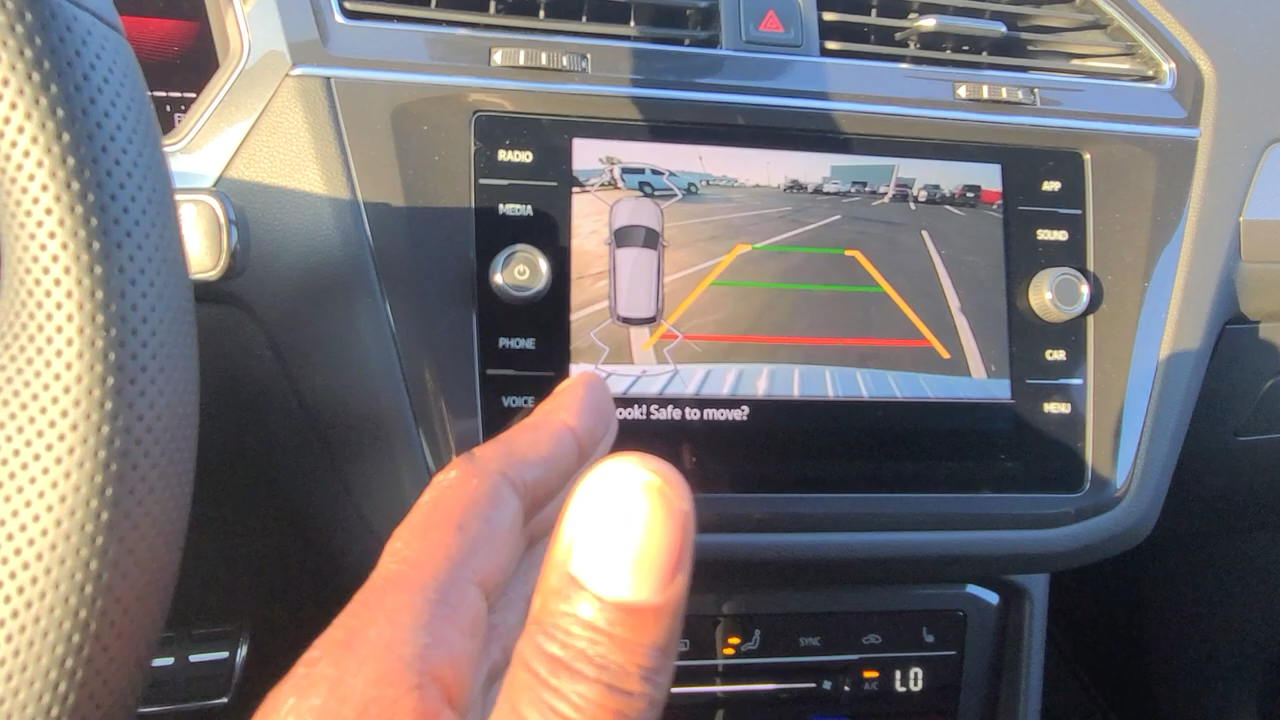 RADIO
MEDIA
PHONE
VOICE
APP
SOUND
CAR
MENU
ook! Safe to move?
SYNC
A/C
LO